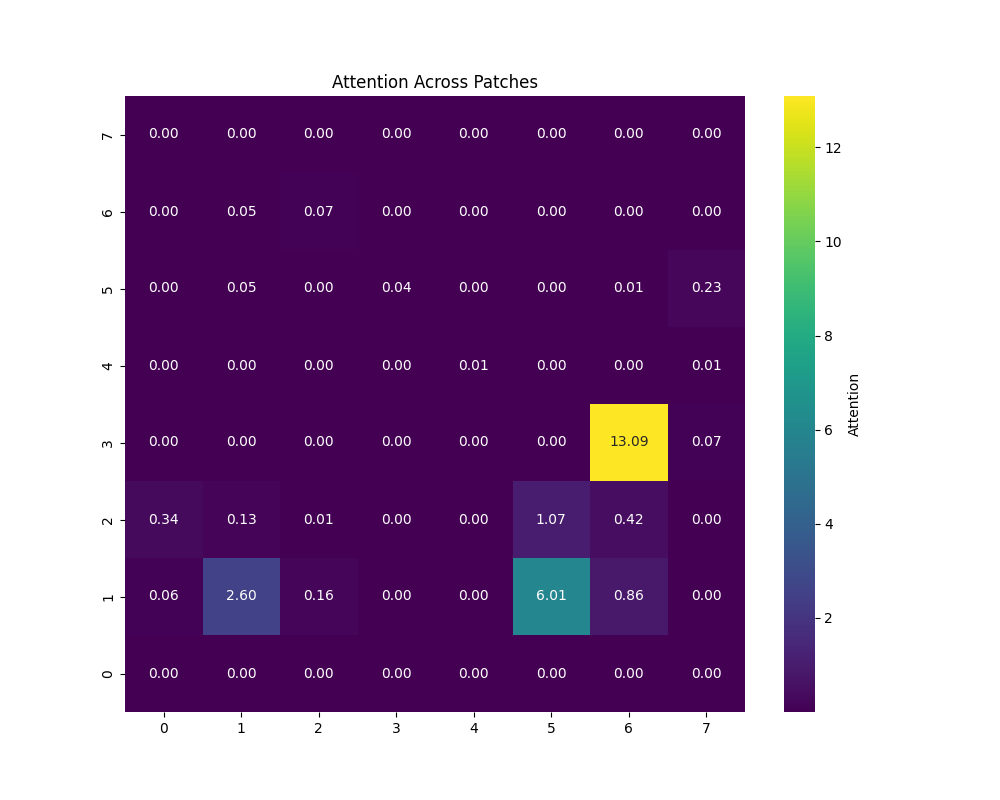 Attention Across Patches
7 0.00 0.00 0.00 0.00 0.00 0.00 0.00 0.00
6 0.00 0.05 0.07 0.00 0.00 0.00 0.00 0.00
5 0.00 0.05 0.00 0.04 0.00 0.00 0.01 0.23
4 0.00 0.00 0.00 0.00 0.01 0.00 0.00 0.01
3 0.00 0.00 0.00 0.00 0.00 0.00 13.09 0.07
2 0.34 0.13 0.01 0.00 0.00 1.07 0.42 0.00
1 0.06 2.60 0.16 0.00 0.00 6.01 0.86 0.00
0 0.00 0.00 0.00 0.00 0.00 0.00 0.00 0.00
0 1 2 3 4 5 6 7
12
10
8
6
4
2
Attention